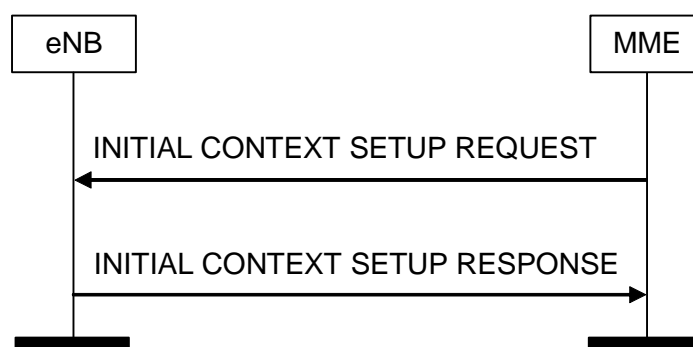 eNB
MME
INITIAL CONTEXT SETUP REQUEST
INITIAL CONTEXT SETUP RESPONSE